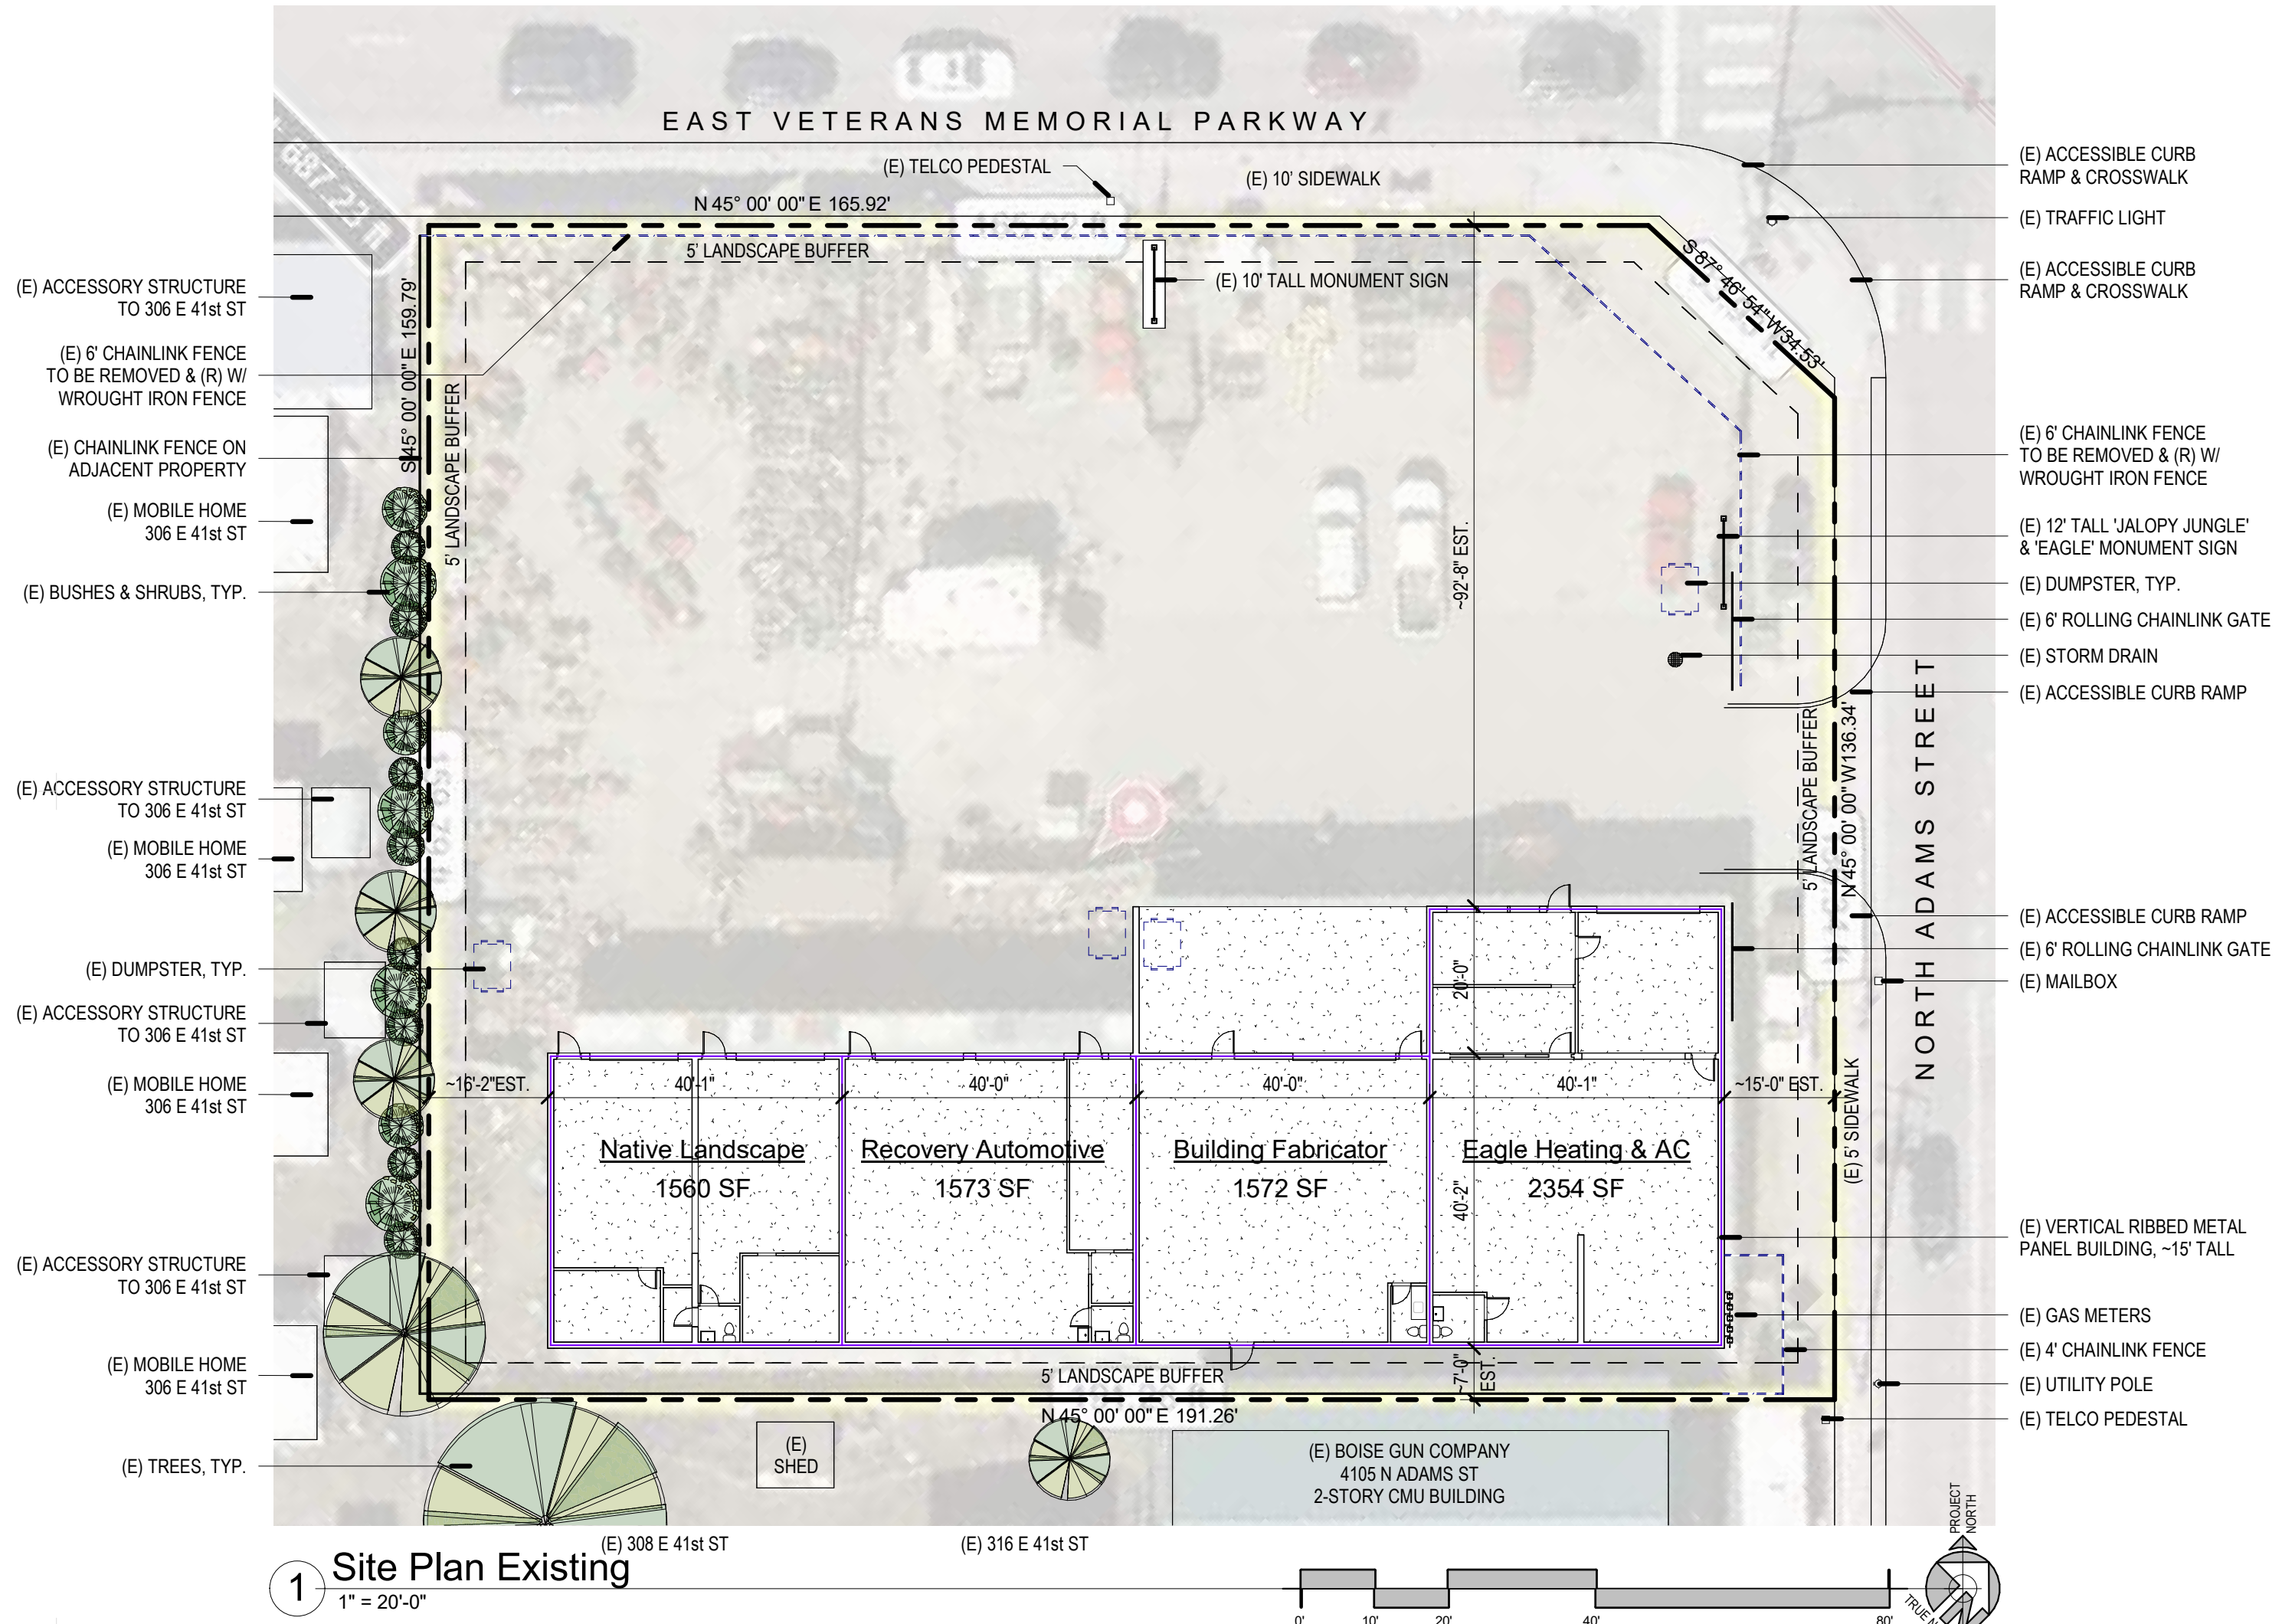 EAST VETERANS MEMORIAL PARKWAY
(E) TELCO PEDESTAL
(E) 10' SIDEWALK
N 45° 00' 00" E 165.92'
5' LANDSCAPE BUFFER
(E) 10' TALL MONUMENT SIGN
S 87° 46' 54" W34.53'
(E) ACCESSORY STRUCTURE
TO 306 E 41st ST
(E) 6' CHAINLINK FENCE
TO BE REMOVED & (R) W/
WROUGHT IRON FENCE
(E) CHAINLINK FENCE ON
ADJACENT PROPERTY
(E) MOBILE HOME
306 E 41st ST
(E) BUSHES & SHRUBS, TYP.
(E) ACCESSORY STRUCTURE
TO 306 E 41st ST
(E) MOBILE HOME
306 E 41st ST
(E) DUMPSTER, TYP.
(E) ACCESSORY STRUCTURE
TO 306 E 41st ST
(E) MOBILE HOME
306 E 41st ST
(E) ACCESSORY STRUCTURE
TO 306 E 41st ST
(E) MOBILE HOME
306 E 41st ST
(E) TREES, TYP.
S 45° 00' 00" E 159.79'
5' LANDSCAPE BUFFER
~92'-8" EST.
(E) ACCESSIBLE CURB
RAMP & CROSSWALK
(E) TRAFFIC LIGHT
(E) ACCESSIBLE CURB
RAMP & CROSSWALK
(E) 6' CHAINLINK FENCE
TO BE REMOVED & (R) W/
WROUGHT IRON FENCE
(E) 12' TALL 'JALOPY JUNGLE'
& 'EAGLE' MONUMENT SIGN
(E) DUMPSTER, TYP.
(E) 6' ROLLING CHAINLINK GATE
(E) STORM DRAIN
(E) ACCESSIBLE CURB RAMP
(E) ACCESSIBLE CURB RAMP
(E) 6' ROLLING CHAINLINK GATE
(E) MAILBOX
(E) VERTICAL RIBBED METAL
PANEL BUILDING, ~15' TALL
(E) GAS METERS
(E) 4' CHAINLINK FENCE
(E) UTILITY POLE
(E) TELCO PEDESTAL
5' LANDSCAPE BUFFER
N 45° 00' 00" W136.34'
NORTH ADAMS STREET
(E) 5' SIDEWALK
20'-0"
~16'-2"EST.
40'-1"
40'-0"
40'-0"
40'-1"
~15'-0" EST.
Native Landscape
1560 SF
Recovery Automotive
1573 SF
Building Fabricator
1572 SF
Eagle Heating & AC
2354 SF
40'-2"
~7'-0"
EST.
5' LANDSCAPE BUFFER
N 45° 00' 00" E 191.26'
(E)
SHED
(E) BOISE GUN COMPANY
4105 N ADAMS ST
2-STORY CMU BUILDING
(E) 308 E 41st ST
(E) 316 E 41st ST
1
Site Plan Existing
1" = 20'-0"
0'
10'
20'
40'
80'
PROJECT
NORTH
TRUE